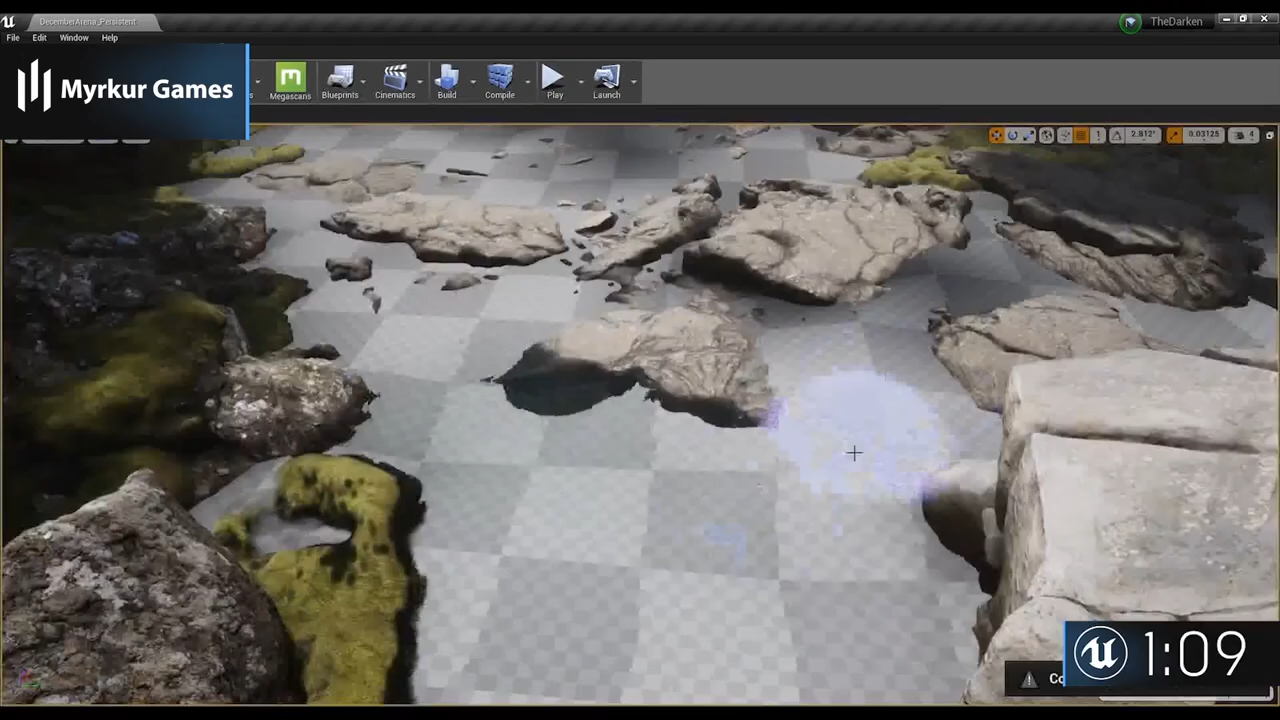 DecemberArena_Persistent
TheDarken
File Edit Window Help
Myrkur Games
Megascans Blueprints Cinematics Build Compile Play Launch
2.812° 0.03125 4
1:09